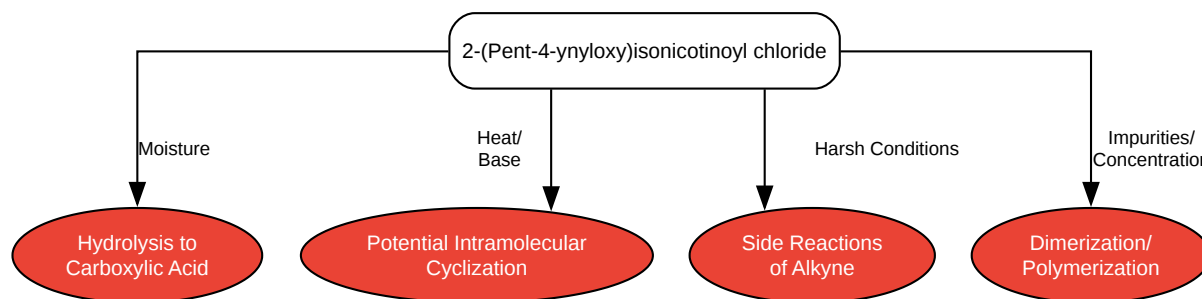 2-(Pent-4-ynyloxy)isonicotinoyl chloride
Moisture
Heat/
Base
Harsh Conditions
Impurities/
Concentration
Hydrolysis to
Carboxylic Acid
Potential Intramolecular
Cyclization
Side Reactions
of Alkyne
Dimerization/
Polymerization